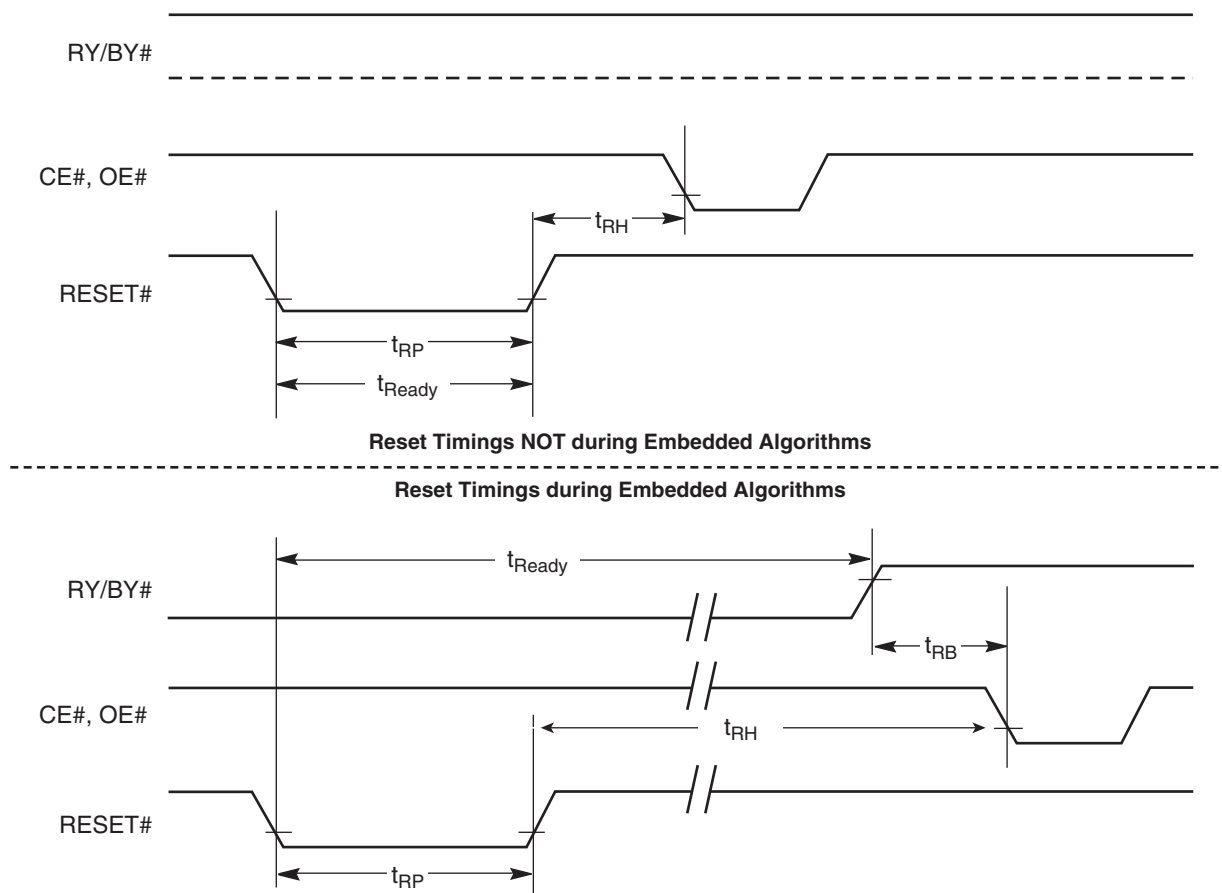 RY/BY#
CE#, OE#
tRH
RESET#
tRP
tReady
Reset Timings NOT during Embedded Algorithms
Reset Timings during Embedded Algorithms
tReady
RY/BY#
tRB
CE#, OE#
tRH
RESET#
tRP